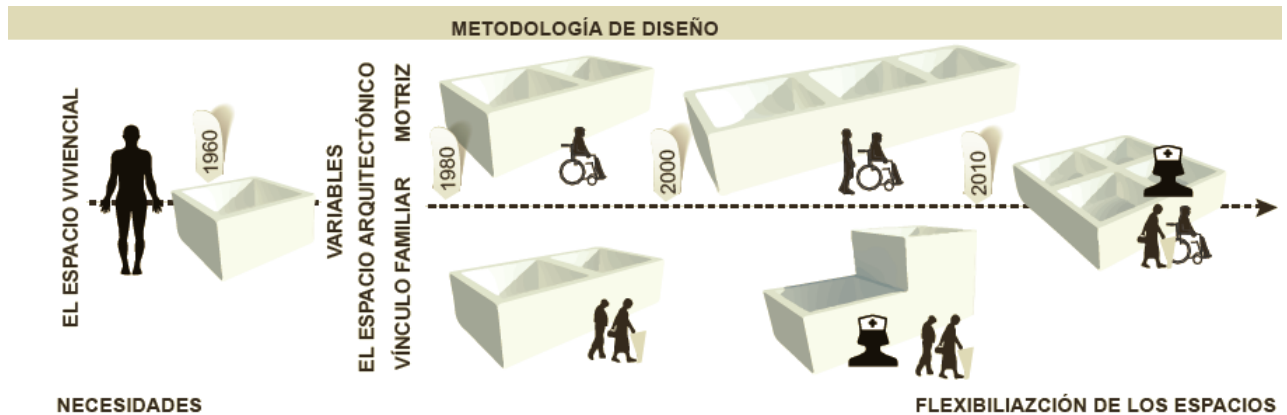 METODOLOGÍA DE DISEÑO
EL ESPACIO VIVIENCIAL
1960
VARIABLES
EL ESPACIO ARQUITECTÓNICO
VÍNCULO FAMILIAR
MOTRIZ
1980
2000
2010
NECESIDADES
FLEXIBILIAZCIÓN DE LOS ESPACIOS